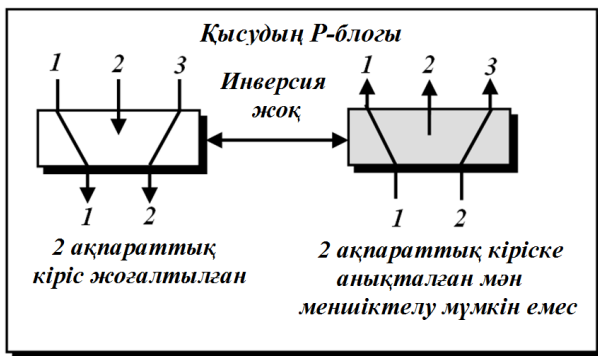 Қысудың P-блогы
1 2 3
Инверсия
жоқ
1 2 3
1 2
1 2
2 ақпараттық
кіріс жоғалтылған
2 ақпараттық кіріске
анықталған мән
меншіктелу мүмкін емес